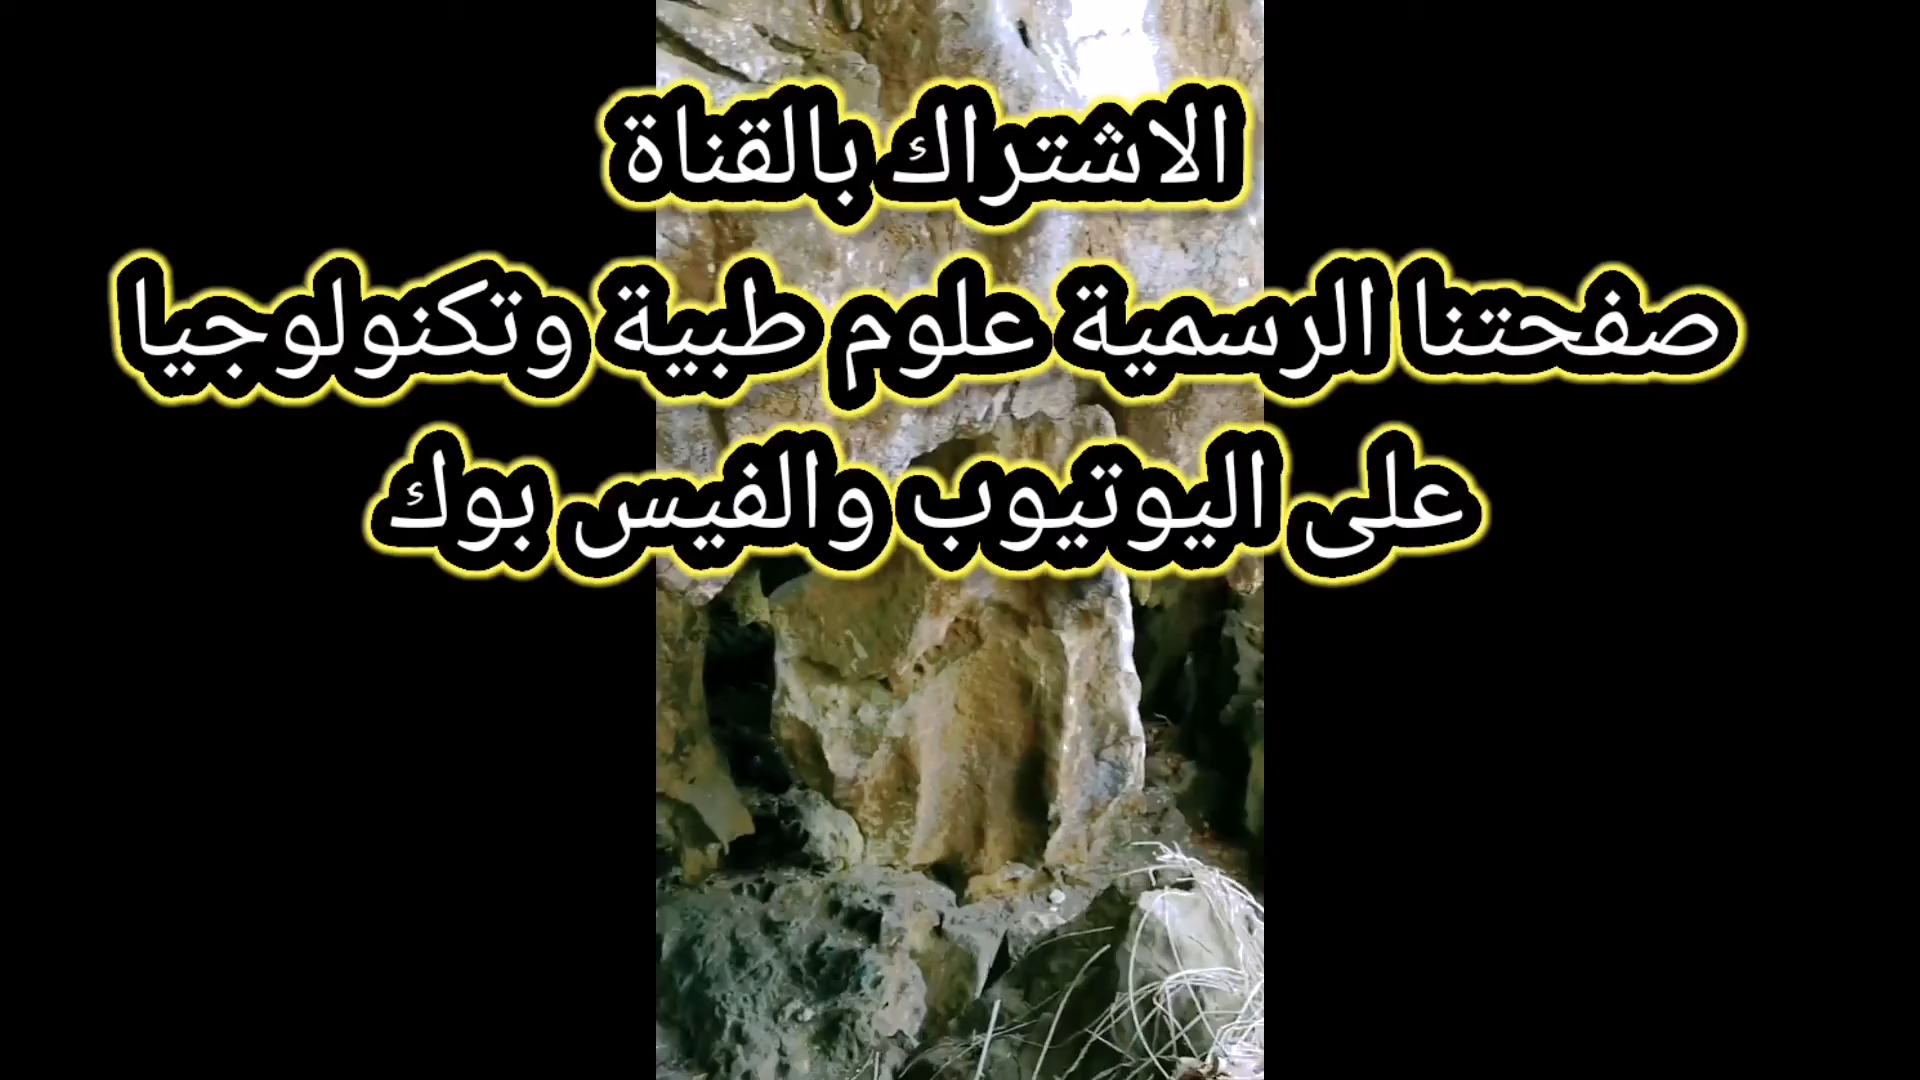 الاشتراك بالقناة
صفحتنا الرسمية علوم طبية وتكنولوجيا
على اليوتيوب والفيس بوك